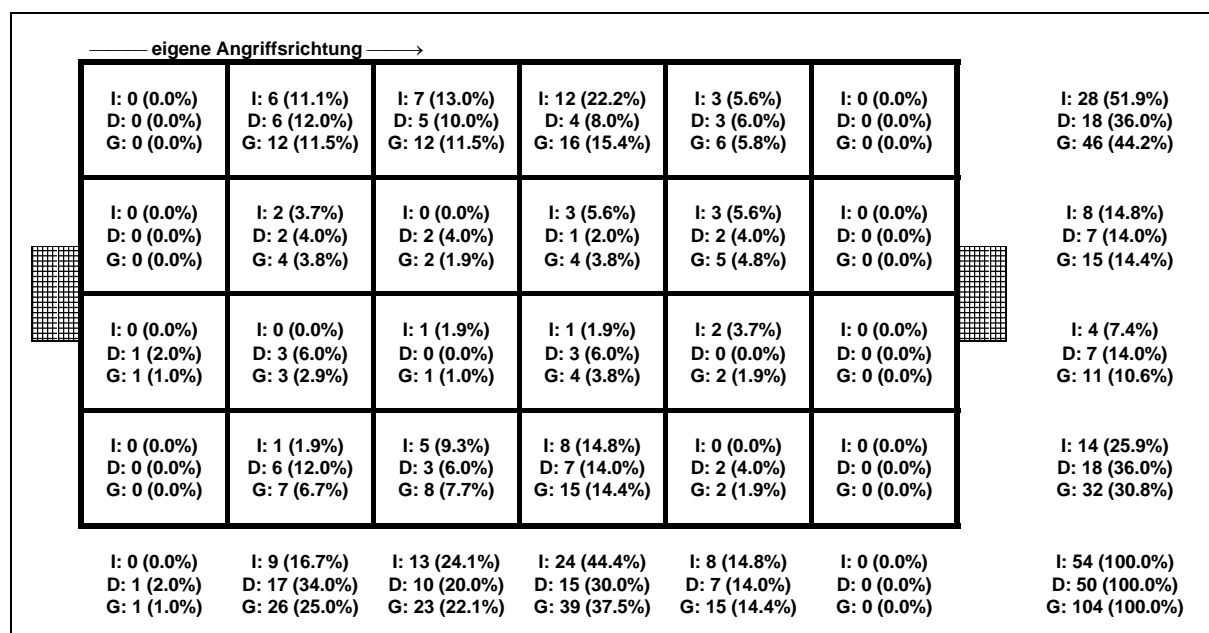 eigene Angriffsrichtung
I: 0 (0.0%) I: 6 (11.1%) I: 7 (13.0%) I: 12 (22.2%) I: 3 (5.6%) I: 0 (0.0%) I: 28 (51.9%)
D: 0 (0.0%) D: 6 (12.0%) D: 5 (10.0%) D: 4 (8.0%) D: 3 (6.0%) D: 0 (0.0%) D: 18 (36.0%)
G: 0 (0.0%) G: 12 (11.5%) G: 12 (11.5%) G: 16 (15.4%) G: 6 (5.8%) G: 0 (0.0%) G: 46 (44.2%)
I: 0 (0.0%) I: 2 (3.7%) I: 0 (0.0%) I: 3 (5.6%) I: 3 (5.6%) I: 0 (0.0%) I: 8 (14.8%)
D: 0 (0.0%) D: 2 (4.0%) D: 2 (4.0%) D: 1 (2.0%) D: 2 (4.0%) D: 0 (0.0%) D: 7 (14.0%)
G: 0 (0.0%) G: 4 (3.8%) G: 2 (1.9%) G: 4 (3.8%) G: 5 (4.8%) G: 0 (0.0%) G: 15 (14.4%)
I: 0 (0.0%) I: 0 (0.0%) I: 1 (1.9%) I: 1 (1.9%) I: 2 (3.7%) I: 0 (0.0%) I: 4 (7.4%)
D: 1 (2.0%) D: 3 (6.0%) D: 0 (0.0%) D: 3 (6.0%) D: 0 (0.0%) D: 0 (0.0%) D: 7 (14.0%)
G: 1 (1.0%) G: 3 (2.9%) G: 1 (1.0%) G: 4 (3.8%) G: 2 (1.9%) G: 0 (0.0%) G: 11 (10.6%)
I: 0 (0.0%) I: 1 (1.9%) I: 5 (9.3%) I: 8 (14.8%) I: 0 (0.0%) I: 0 (0.0%) I: 14 (25.9%)
D: 0 (0.0%) D: 6 (12.0%) D: 3 (6.0%) D: 7 (14.0%) D: 2 (4.0%) D: 0 (0.0%) D: 18 (36.0%)
G: 0 (0.0%) G: 7 (6.7%) G: 8 (7.7%) G: 15 (14.4%) G: 2 (1.9%) G: 0 (0.0%) G: 32 (30.8%)
I: 0 (0.0%) I: 9 (16.7%) I: 13 (24.1%) I: 24 (44.4%) I: 8 (14.8%) I: 0 (0.0%) I: 54 (100.0%)
D: 1 (2.0%) D: 17 (34.0%) D: 10 (20.0%) D: 15 (30.0%) D: 7 (14.0%) D: 0 (0.0%) D: 50 (100.0%)
G: 1 (1.0%) G: 26 (25.0%) G: 23 (22.1%) G: 39 (37.5%) G: 15 (14.4%) G: 0 (0.0%) G: 104 (100.0%)